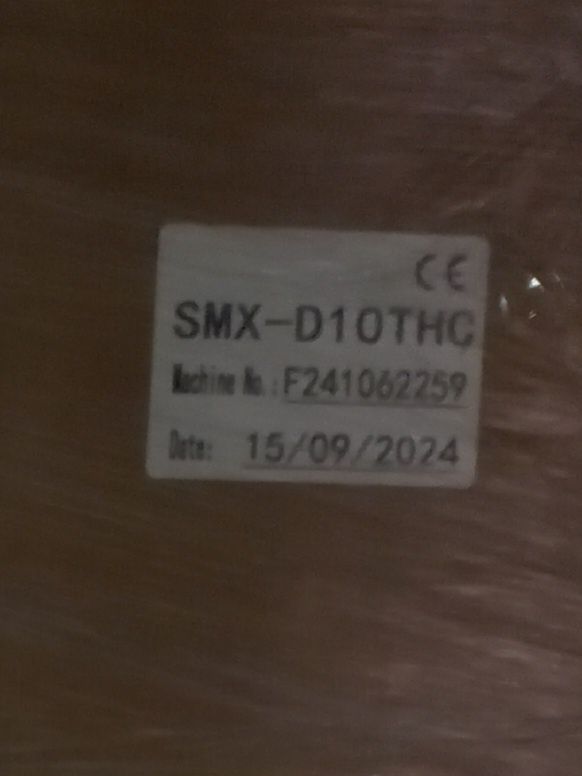 CE
SMX-D10THC
Machine No.: F241062259
Date: 15/09/2024